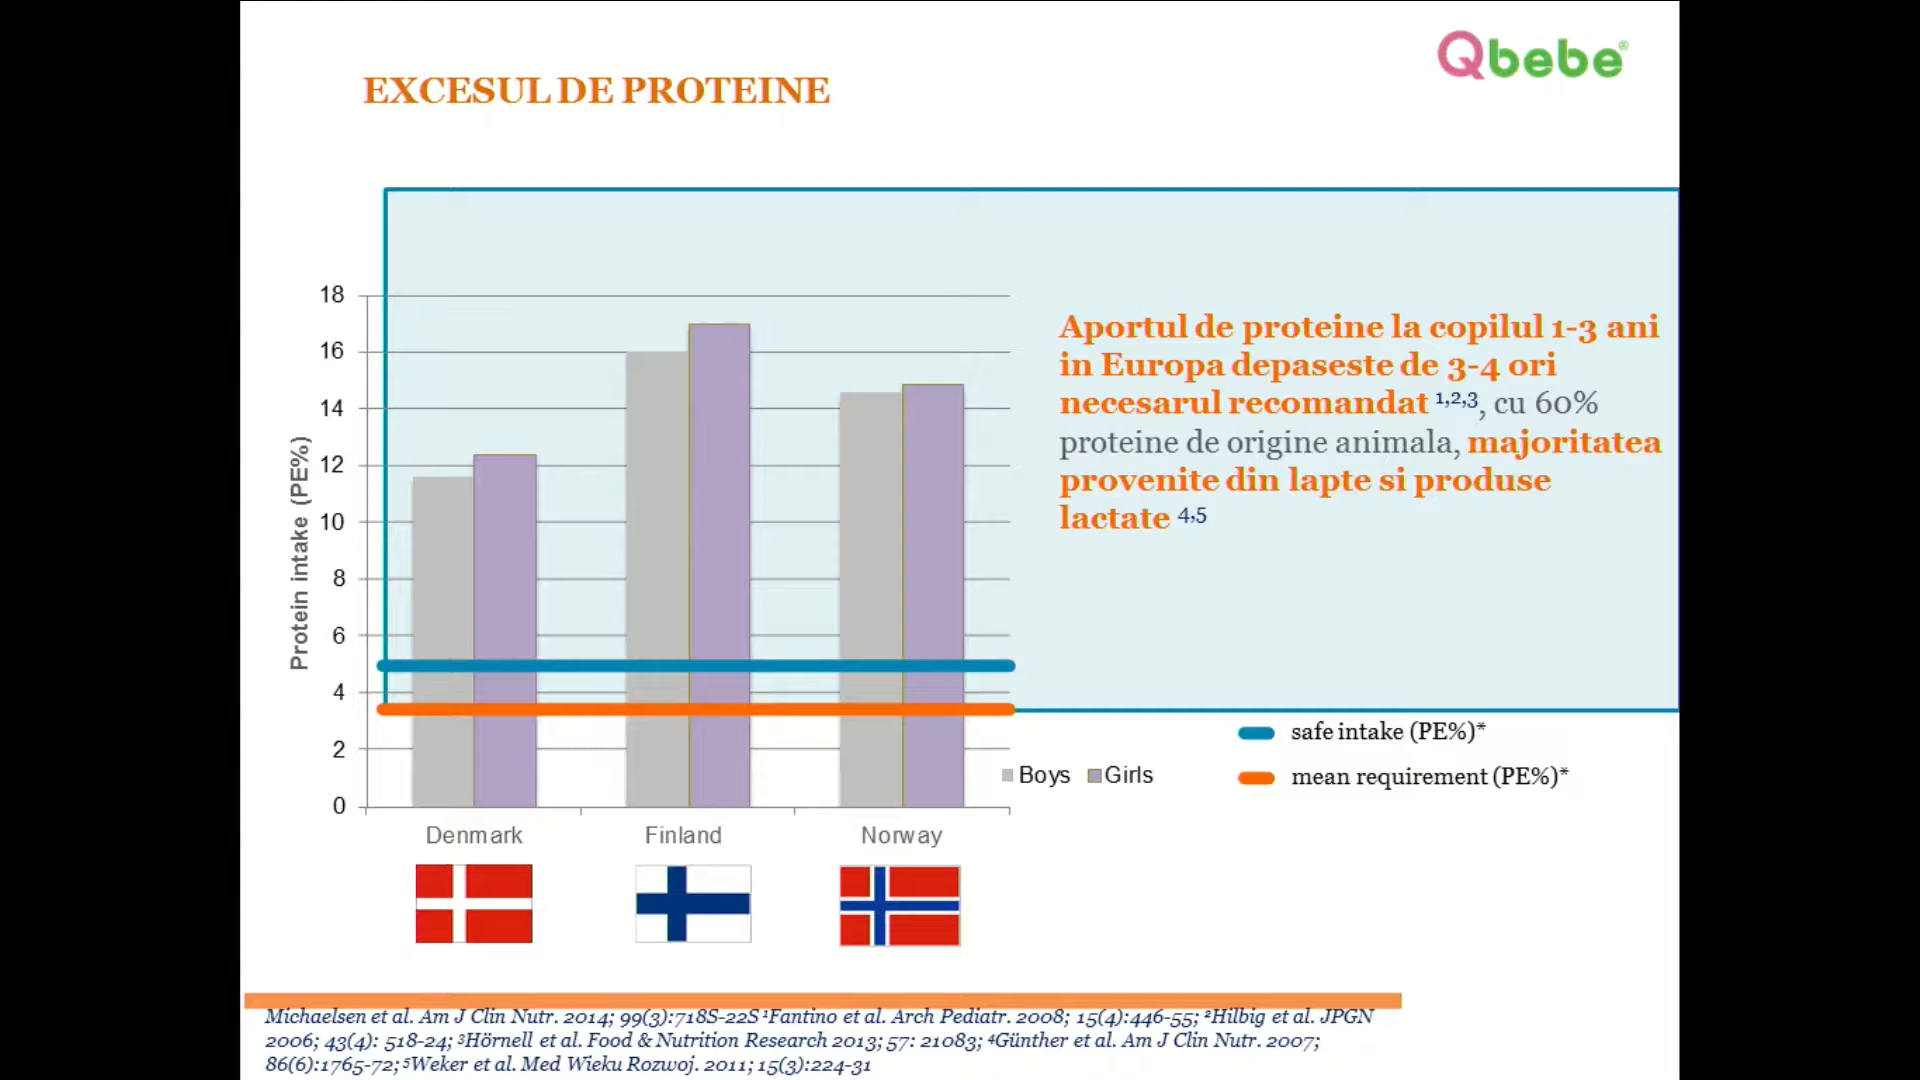 Qbebe®
EXCESUL DE PROTEINE
18
16
14
12
10
8
6
4
2
0
Protein intake (PE%)
Denmark Finland Norway
Boys Girls
Aportul de proteine la copilul 1-3 ani
in Europa depaseste de 3-4 ori
necesarul recomandat 1,2,3, cu 60%
proteine de origine animala, majoritatea
provenite din lapte si produse
lactate 4,5
safe intake (PE%)*
mean requirement (PE%)*
Michaelsen et al. Am J Clin Nutr. 2014; 99(3):718S-22S ¹Fantino et al. Arch Pediatr. 2008; 15(4):446-55; ²Hilbig et al. JPGN
2006; 43(4): 518-24; ³Hörnell et al. Food & Nutrition Research 2013; 57: 21083; ⁴Günther et al. Am J Clin Nutr. 2007;
86(6):1765-72; ⁵Weker et al. Med Wieku Rozwoj. 2011; 15(3):224-31